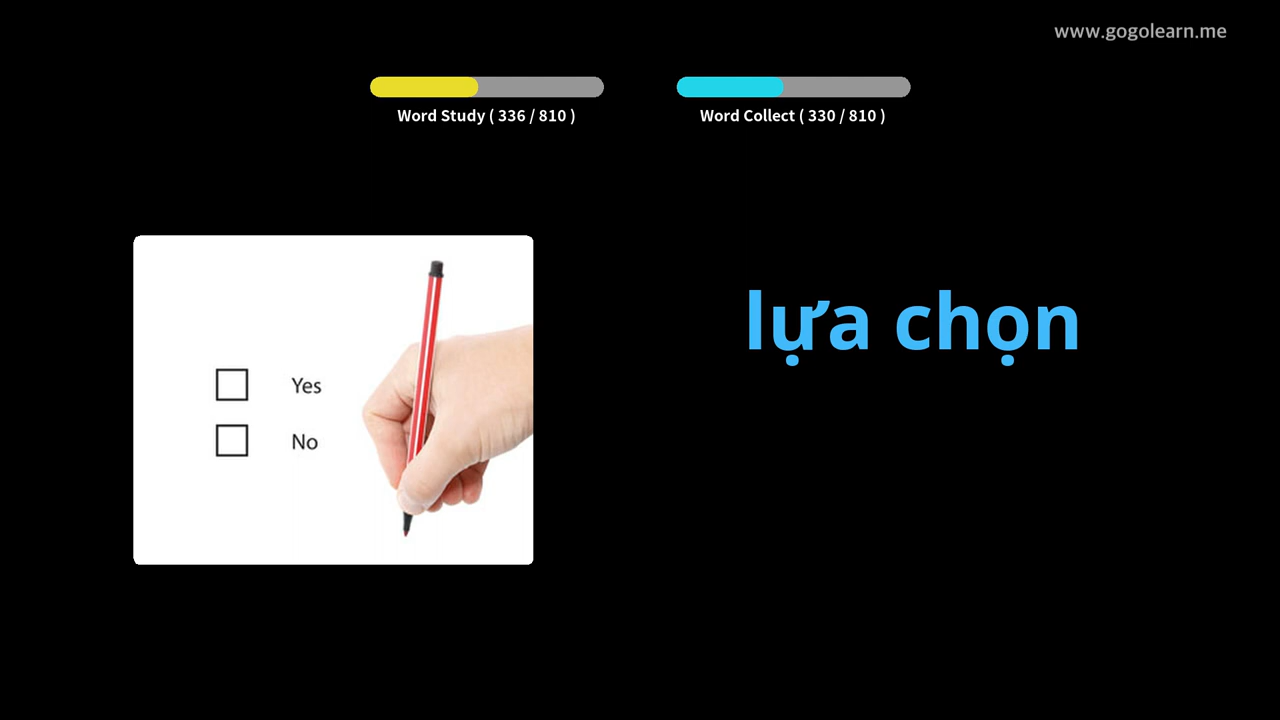 www.gogolearn.me
Word Study ( 336 / 810 )
Word Collect ( 330 / 810 )
lựa chọn
Yes
No